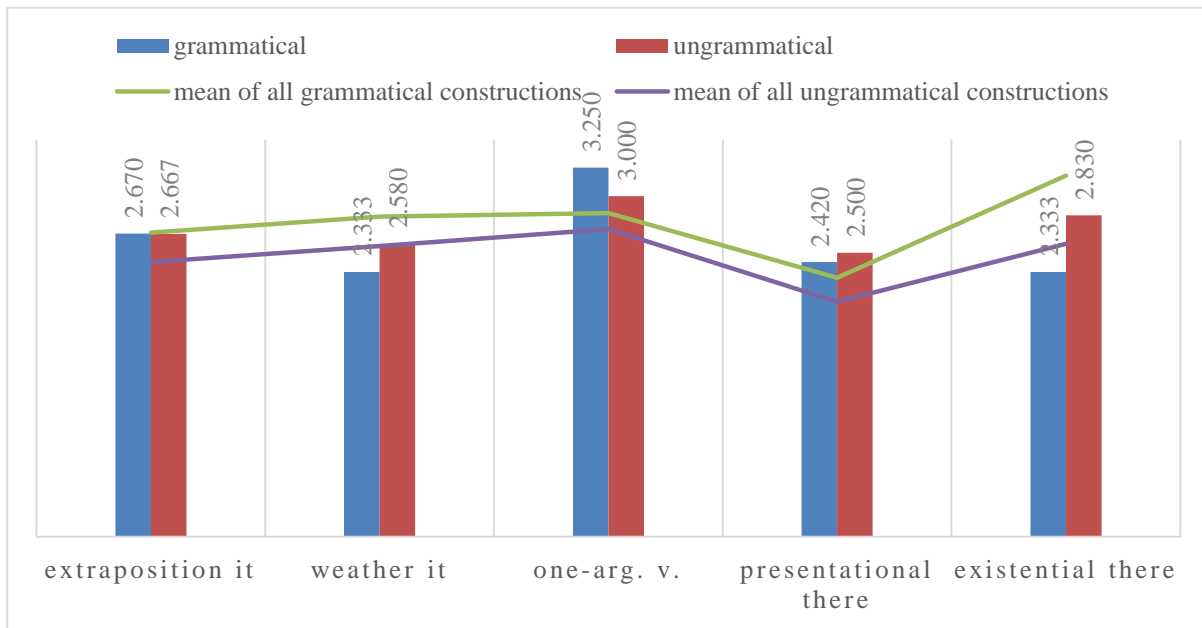 grammatical
ungrammatical
mean of all grammatical constructions
mean of all ungrammatical constructions
2.670
2.667
2.333
2.580
3.250
3.000
2.420
2.500
2.333
2.830
extraposition it
weather it
one-arg. v.
presentational
there
existential there